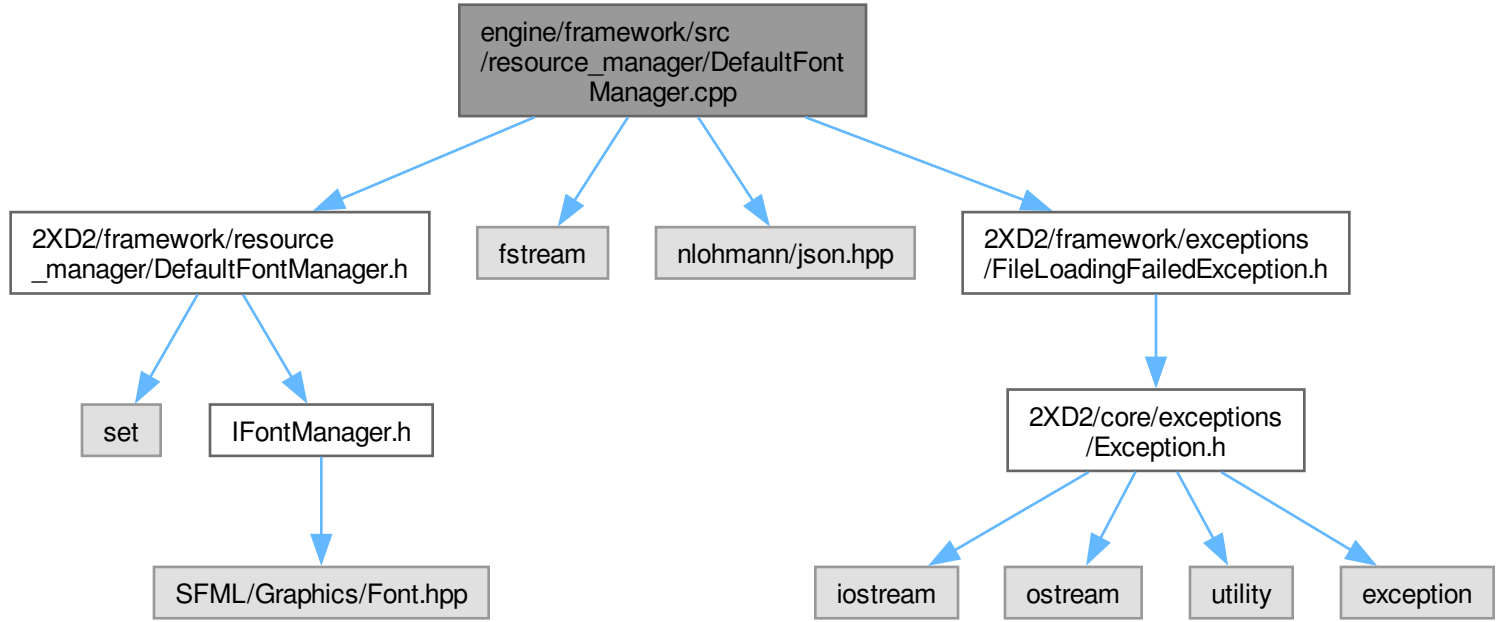 engine/framework/src
/resource_manager/DefaultFont
Manager.cpp
2XD2/framework/resource
_manager/DefaultFontManager.h
fstream
nlohmann/json.hpp
2XD2/framework/exceptions
/FileLoadingFailedException.h
set
IFontManager.h
2XD2/core/exceptions
/Exception.h
SFML/Graphics/Font.hpp
iostream
ostream
utility
exception